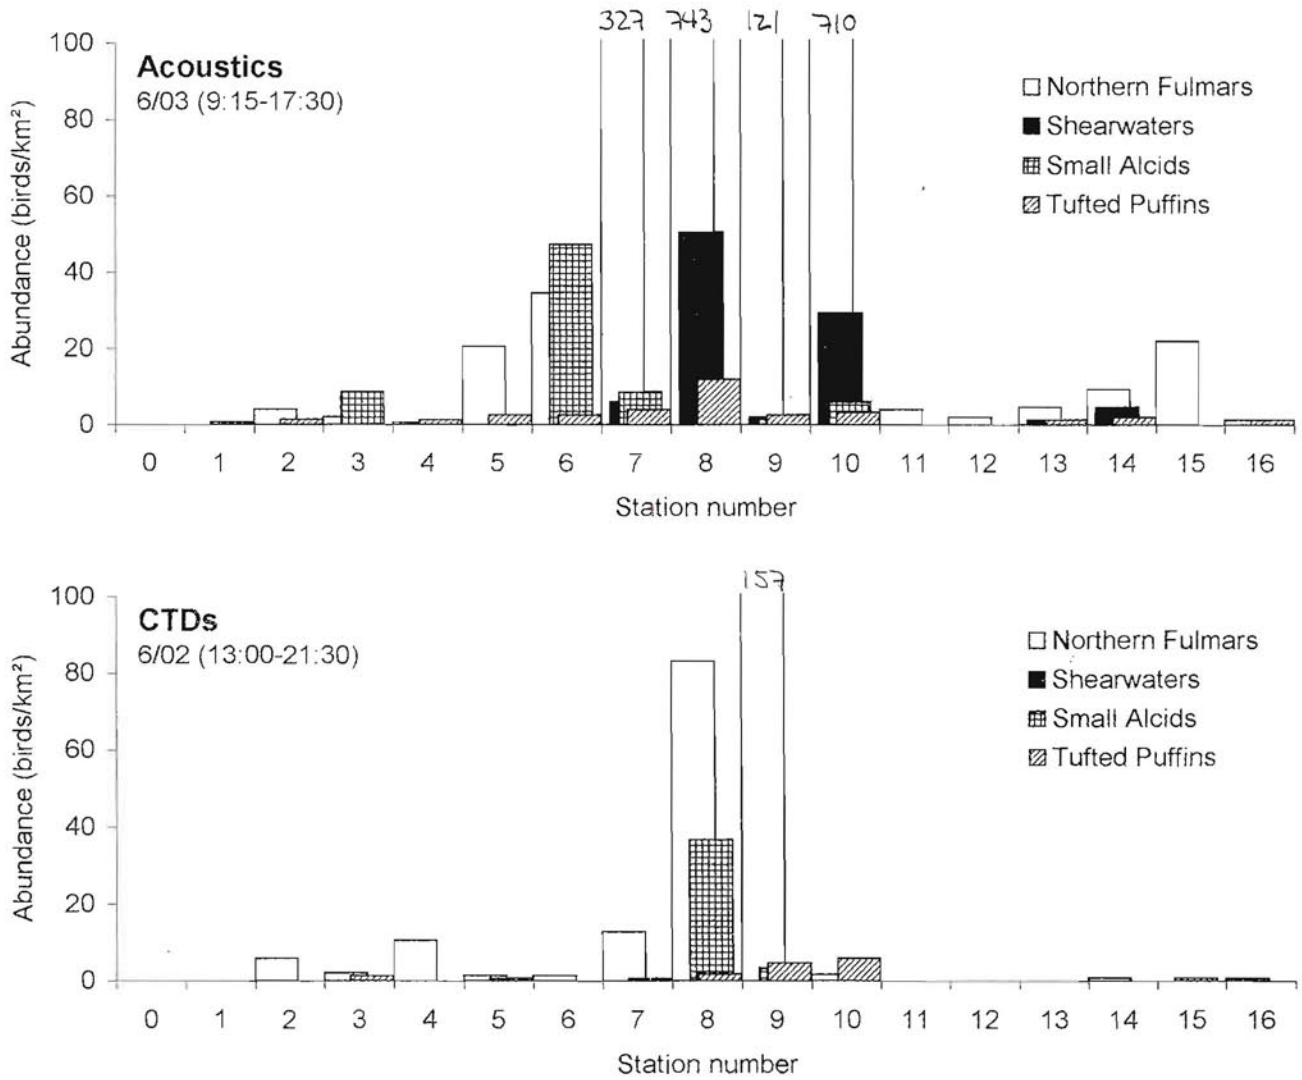 327 743 121 710
100
Acoustics
6/03 (9:15-17:30)
80
60
40
20
0
Abundance (birds/km²)
Northern Fulmars
Shearwaters
Small Alcids
Tufted Puffins
0 1 2 3 4 5 6 7 8 9 10 11 12 13 14 15 16
Station number
157
100
CTDs
6/02 (13:00-21:30)
80
60
40
20
0
Abundance (birds/km²)
Northern Fulmars
Shearwaters
Small Alcids
Tufted Puffins
0 1 2 3 4 5 6 7 8 9 10 11 12 13 14 15 16
Station number